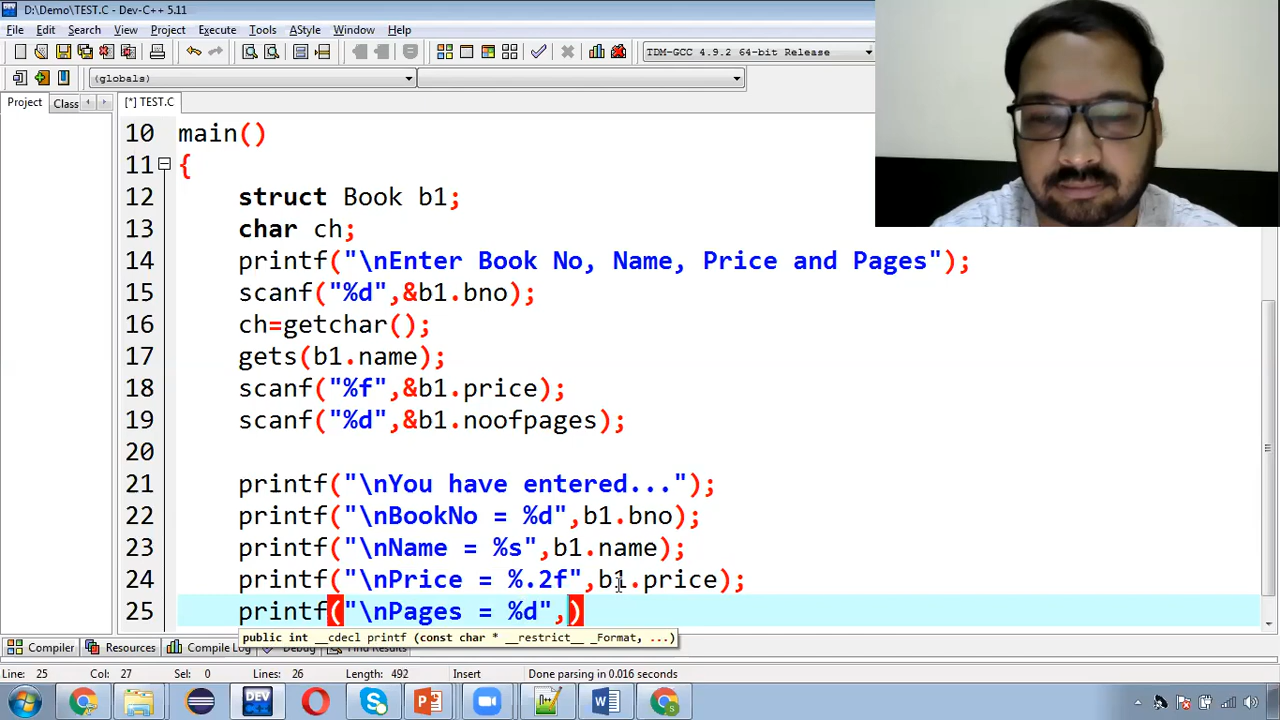 D:\Demo\TEST.C - Dev-C++ 5.11
File Edit Search View Project Execute Tools AStyle Window Help
TDM-GCC 4.9.2 64-bit Release
(globals)
Project Class [*] TEST.C
10 main()
11 {
12 struct Book b1;
13 char ch;
14 printf("\nEnter Book No, Name, Price and Pages");
15 scanf("%d",&b1.bno);
16 ch=getchar();
17 gets(b1.name);
18 scanf("%f",&b1.price);
19 scanf("%d",&b1.noofpages);
20
21 printf("\nYou have entered...");
22 printf("\nBookNo = %d",b1.bno);
23 printf("\nName = %s",b1.name);
24 printf("\nPrice = %.2f",b1.price);
25 printf("\nPages = %d",)
public int __cdecl printf (const char * __restrict__ _Format, ...)
Compiler Resources Compile Log Debug Find Results
Line: 25 Col: 27 Sel: 0 Lines: 26 Length: 492 Insert Done parsing in 0.016 seconds
DEV